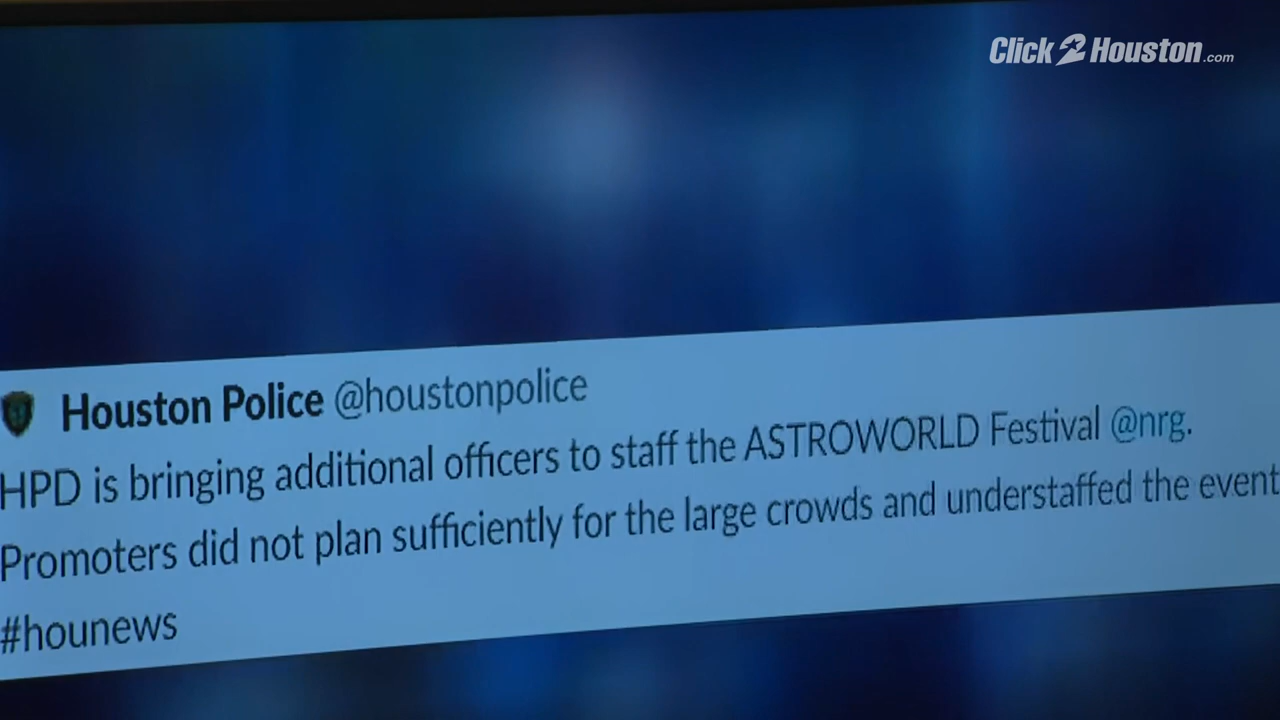 Click2Houston.com
Houston Police @houstonpolice
HPD is bringing additional officers to staff the ASTROWORLD Festival @nrg.
Promoters did not plan sufficiently for the large crowds and understaffed the event
#hounews